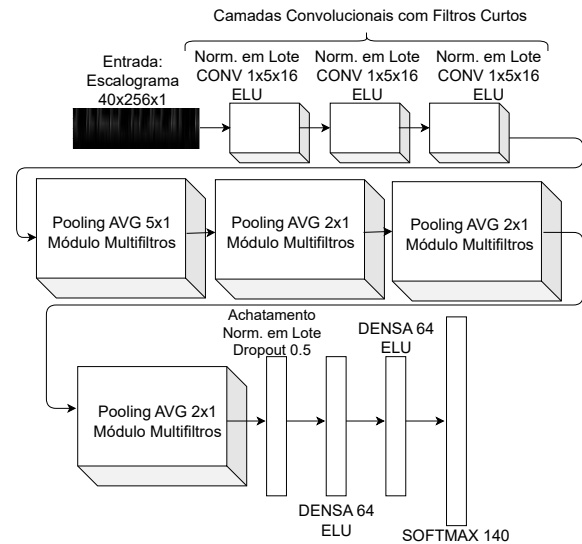 Camadas Convolucionais com Filtros Curtos
Entrada:
Escalograma
40x256x1
Norm. em Lote
CONV 1x5x16
ELU
Norm. em Lote
CONV 1x5x16
ELU
Norm. em Lote
CONV 1x5x16
ELU
Pooling AVG 5x1
Módulo Multifiltros
Pooling AVG 2x1
Módulo Multifiltros
Pooling AVG 2x1
Módulo Multifiltros
Pooling AVG 2x1
Módulo Multifiltros
Achatamento
Norm. em Lote
Dropout 0.5
DENSA 64
ELU
DENSA 64
ELU
SOFTMAX 140